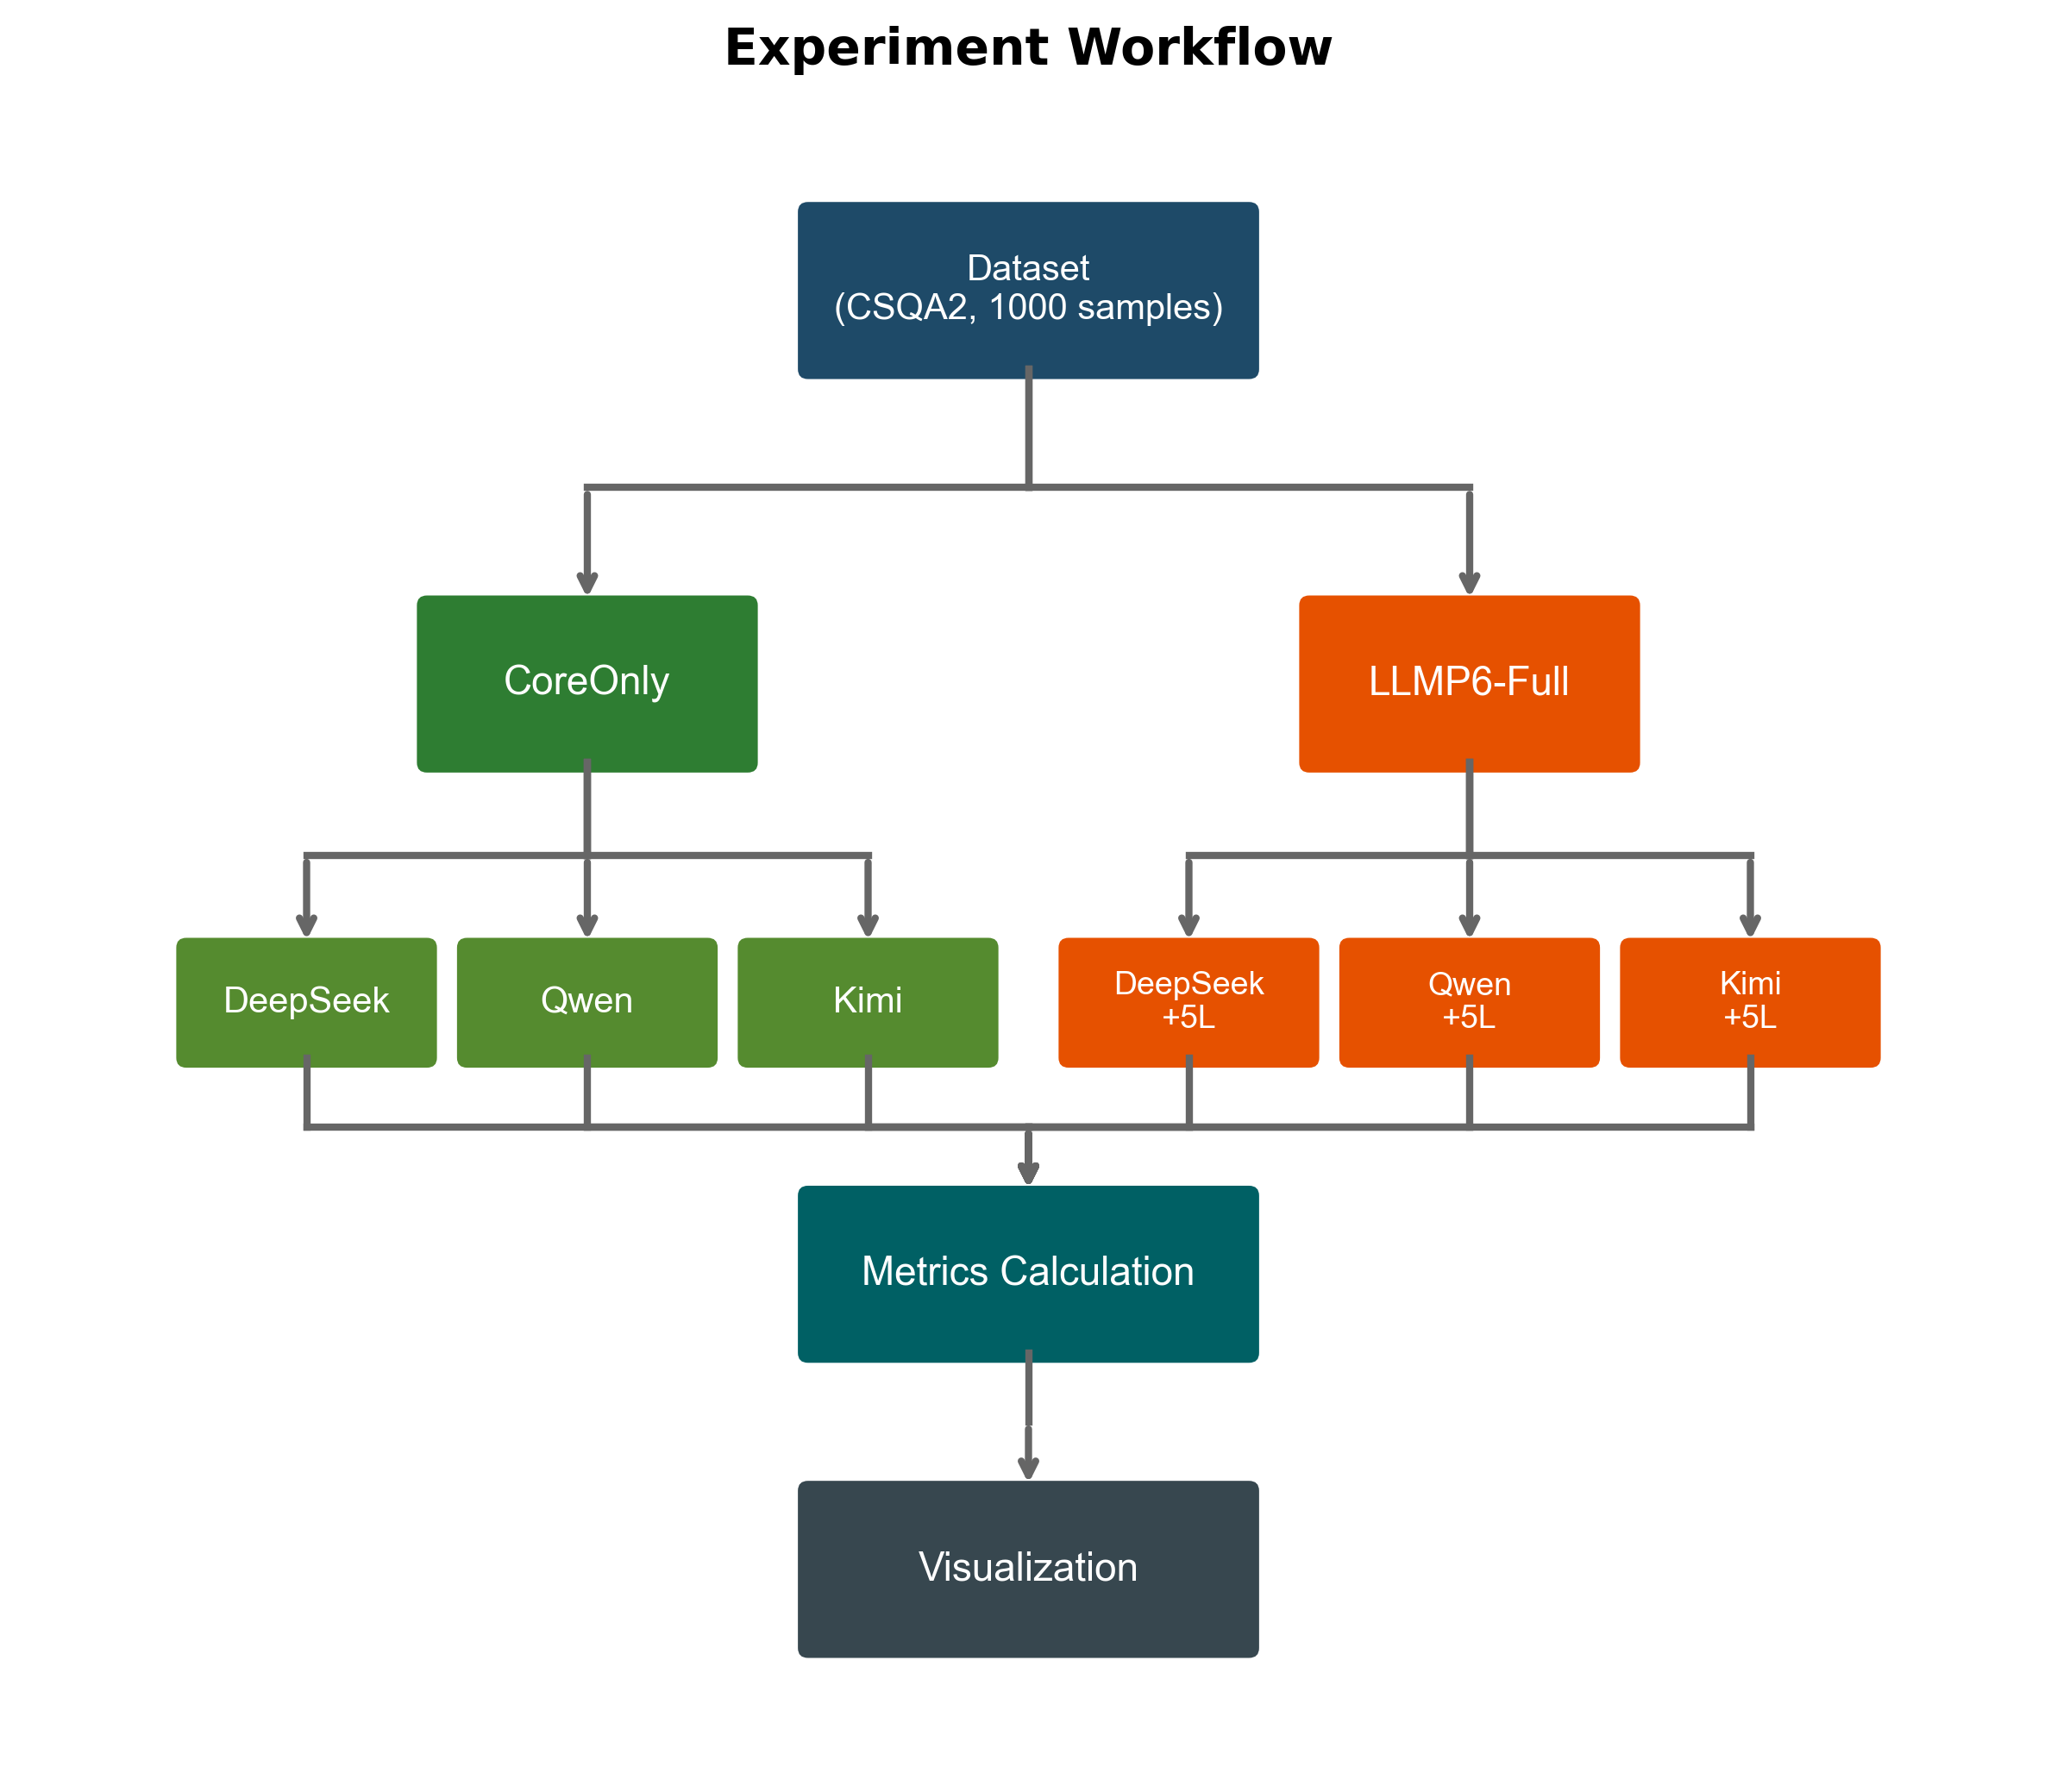 Experiment Workflow
Dataset
(CSQA2, 1000 samples)
CoreOnly
LLMP6-Full
DeepSeek
Qwen
Kimi
DeepSeek
+5L
Qwen
+5L
Kimi
+5L
Metrics Calculation
Visualization